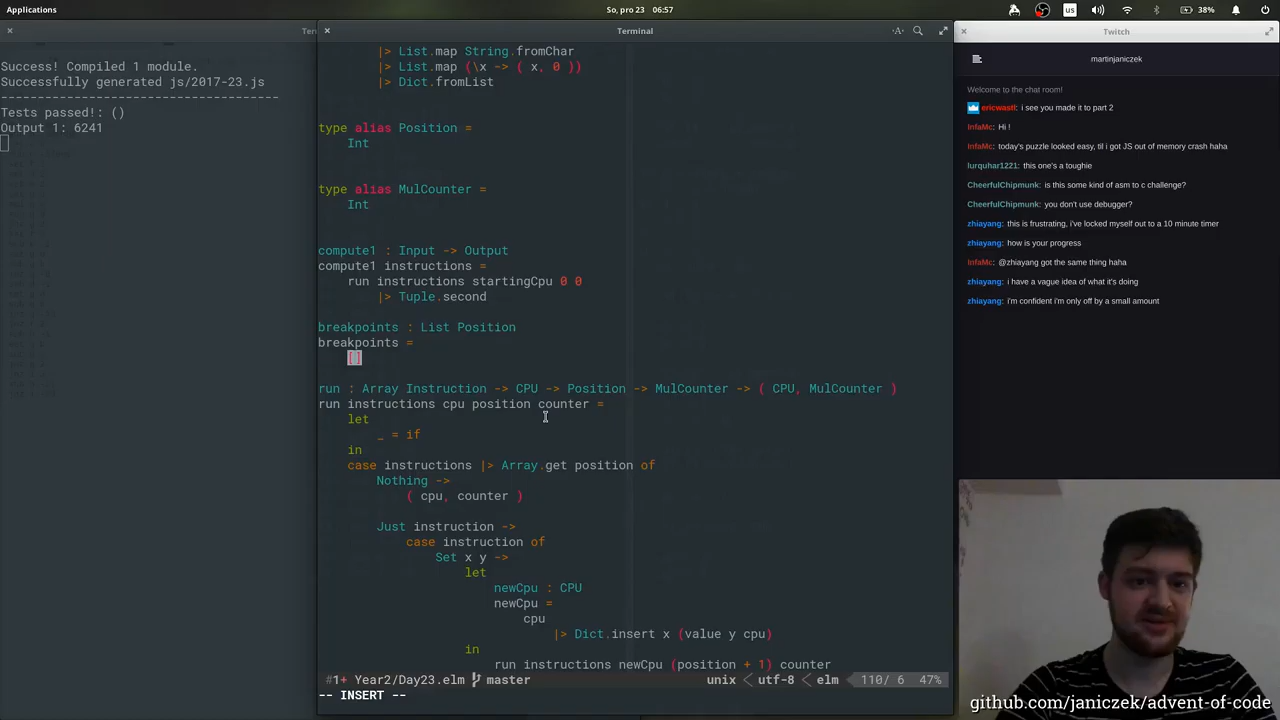 Applications
So, pro 23 06:57
us
38%
Terminal
Twitch
Success! Compiled 1 module.
Successfully generated js/2017-23.js
--------------------------------------
Tests passed!: ()
Output 1: 6241
|> List.map String.fromChar
|> List.map (\x -> ( x, 0 ))
|> Dict.fromList
type alias Position =
Int
type alias MulCounter =
Int
compute1 : Input -> Output
compute1 instructions =
run instructions startingCpu 0 0
|> Tuple.second
breakpoints : List Position
breakpoints =
[]
run : Array Instruction -> CPU -> Position -> MulCounter -> ( CPU, MulCounter )
run instructions cpu position counter =
let
_ = if
in
case instructions |> Array.get position of
Nothing ->
( cpu, counter )
Just instruction ->
case instruction of
Set x y ->
let
newCpu : CPU
newCpu =
cpu
|> Dict.insert x (value y cpu)
in
run instructions newCpu (position + 1) counter
#1+ Year2/Day23.elm master unix < utf-8 < elm 110/ 6 47%
-- INSERT --
martinjaniczek
Welcome to the chat room!
ericwastl: i see you made it to part 2
InfaMc: Hi !
InfaMc: today's puzzle looked easy, til i got JS out of memory crash haha
lurquhar1221: this one's a toughie
CheerfulChipmunk: is this some kind of asm to c challenge?
CheerfulChipmunk: you don't use debugger?
zhiayang: this is frustrating, i've locked myself out to a 10 minute timer
zhiayang: how is your progress
InfaMc: @zhiayang got the same thing haha
zhiayang: i have a vague idea of what it's doing
zhiayang: i'm confident i'm only off by a small amount
github.com/janiczek/advent-of-code